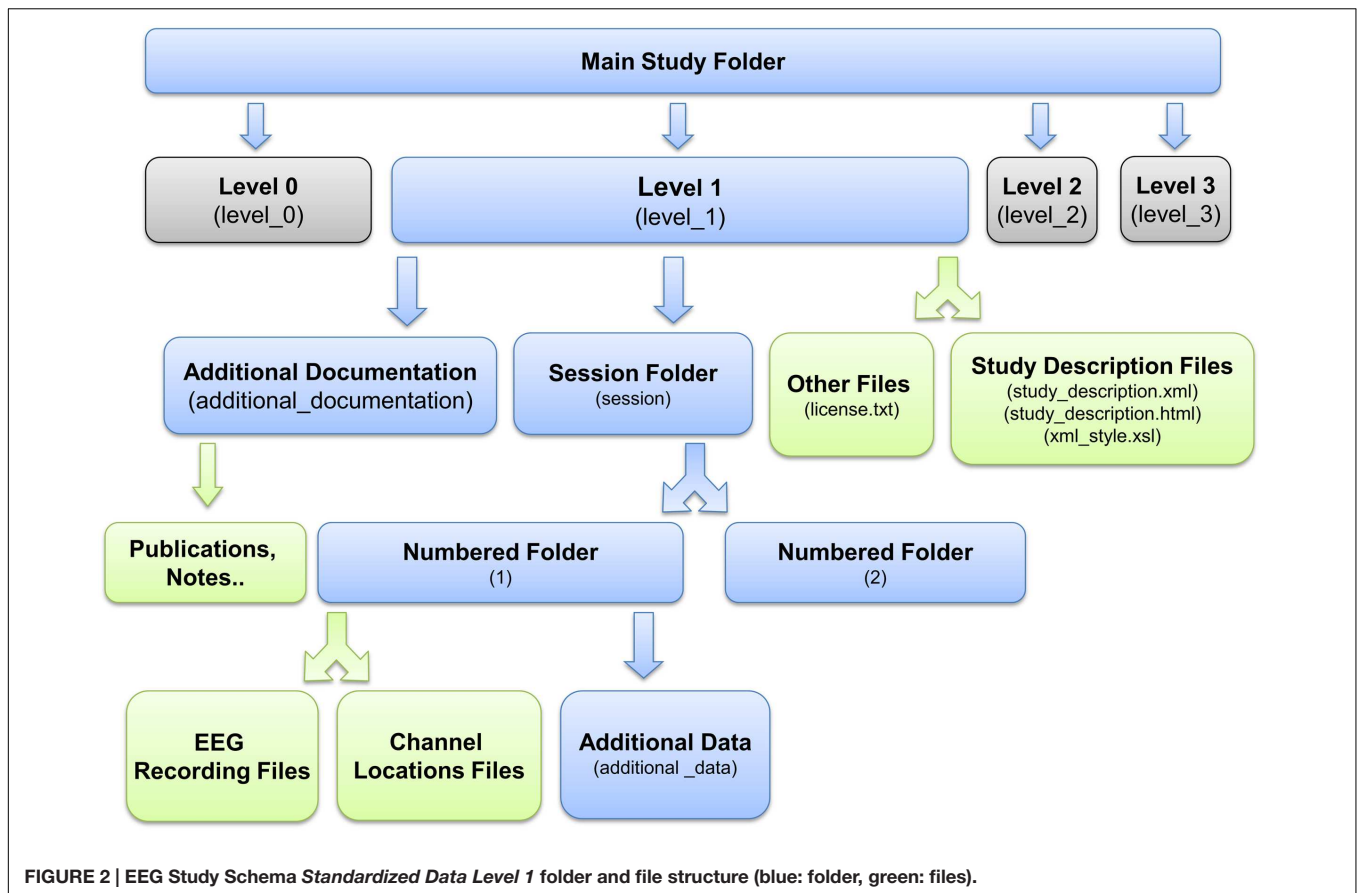 Main Study Folder
Level 0
(level_0)
Level 1
(level_1)
Level 2
(level_2)
Level 3
(level_3)
Additional Documentation
(additional_documentation)
Session Folder
(session)
Other Files
(license.txt)
Study Description Files
(study_description.xml)
(study_description.html)
(xml_style.xsl)
Publications,
Notes..
Numbered Folder
(1)
Numbered Folder
(2)
EEG
Recording Files
Channel
Locations Files
Additional Data
(additional _data)
FIGURE 2 | EEG Study Schema Standardized Data Level 1 folder and file structure (blue: folder, green: files).